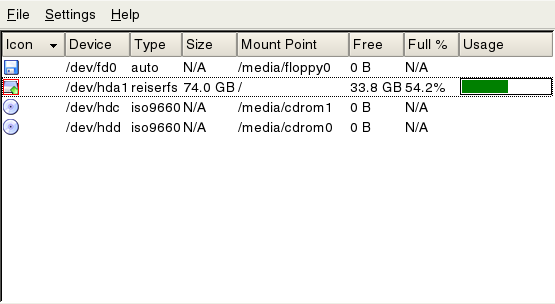 File Settings Help
Icon Device Type Size Mount Point Free Full % Usage
/dev/fd0 auto N/A /media/floppy0 0 B N/A
/dev/hda1 reiserfs 74.0 GB / 33.8 GB 54.2%
/dev/hdc iso9660 N/A /media/cdrom1 0 B N/A
/dev/hdd iso9660 N/A /media/cdrom0 0 B N/A